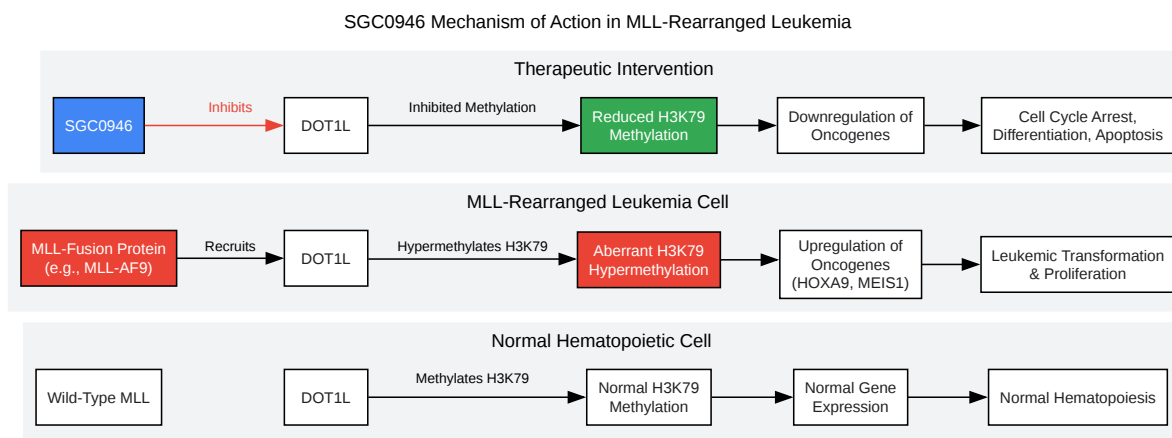 SGC0946 Mechanism of Action in MLL-Rearranged Leukemia
Therapeutic Intervention
SGC0946
Inhibits
DOT1L
Inhibited Methylation
Reduced H3K79
Methylation
Downregulation of
Oncogenes
Cell Cycle Arrest,
Differentiation, Apoptosis
MLL-Rearranged Leukemia Cell
MLL-Fusion Protein
(e.g., MLL-AF9)
Recruits
DOT1L
Hypermethylates H3K79
Aberrant H3K79
Hypermethylation
Upregulation of
Oncogenes
(HOXA9, MEIS1)
Leukemic Transformation
& Proliferation
Normal Hematopoietic Cell
Wild-Type MLL
DOT1L
Methylates H3K79
Normal H3K79
Methylation
Normal Gene
Expression
Normal Hematopoiesis